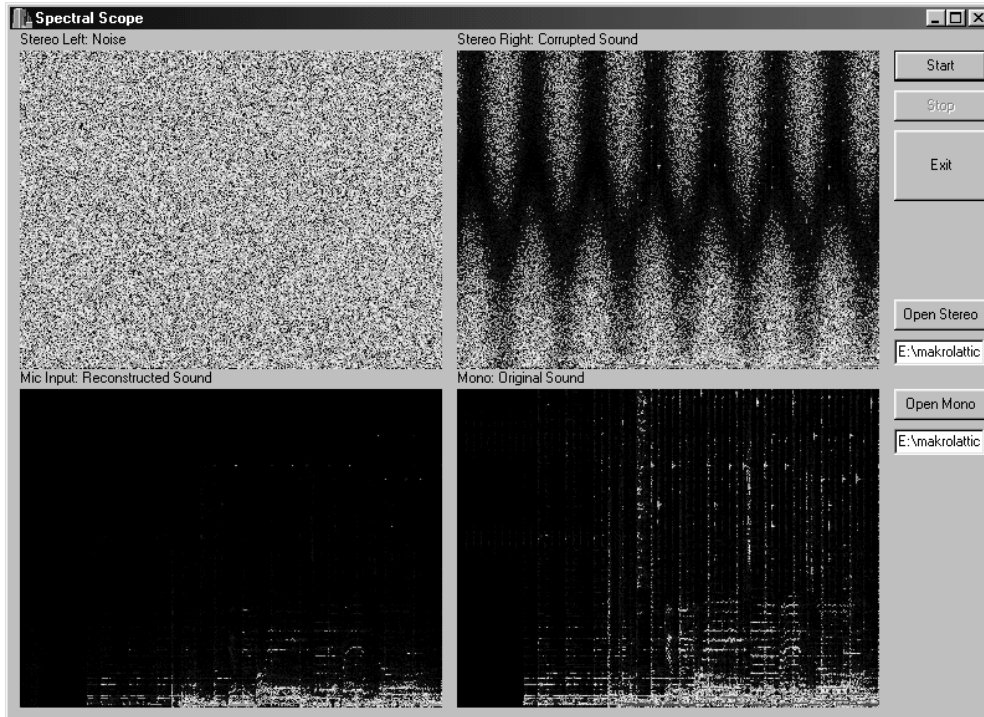 Spectral Scope
Stereo Left: Noise
Stereo Right: Corrupted Sound
Start
Stop
Exit
Open Stereo
E:\makrolattic
Mic Input: Reconstructed Sound
Mono: Original Sound
Open Mono
E:\makrolattic